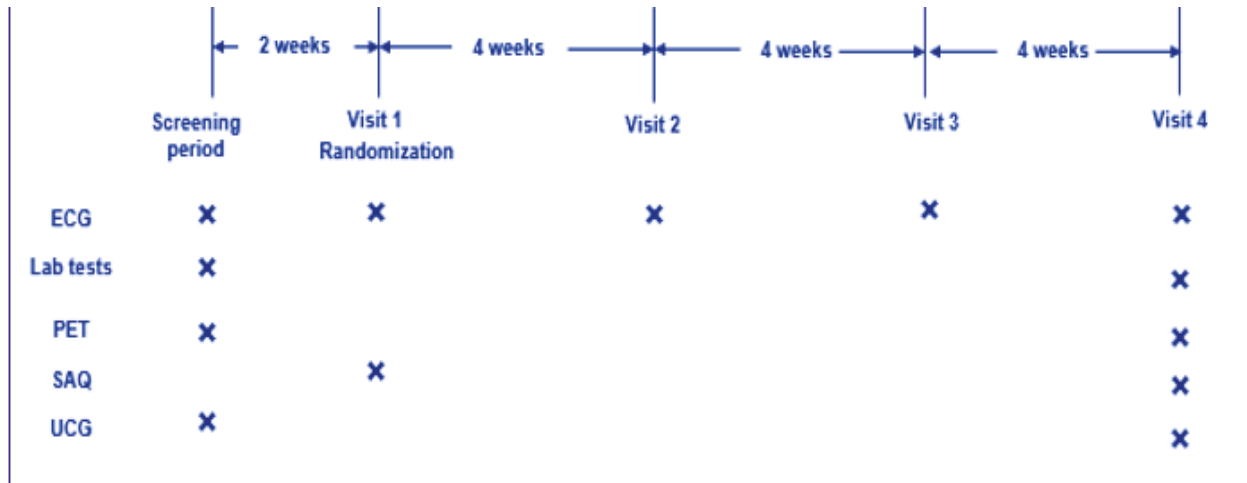 2 weeks 4 weeks 4 weeks 4 weeks
Screening period
Visit 1
Randomization
Visit 2
Visit 3
Visit 4
ECG x x x x x
Lab tests x x
PET x x
SAQ x x
UCG x x